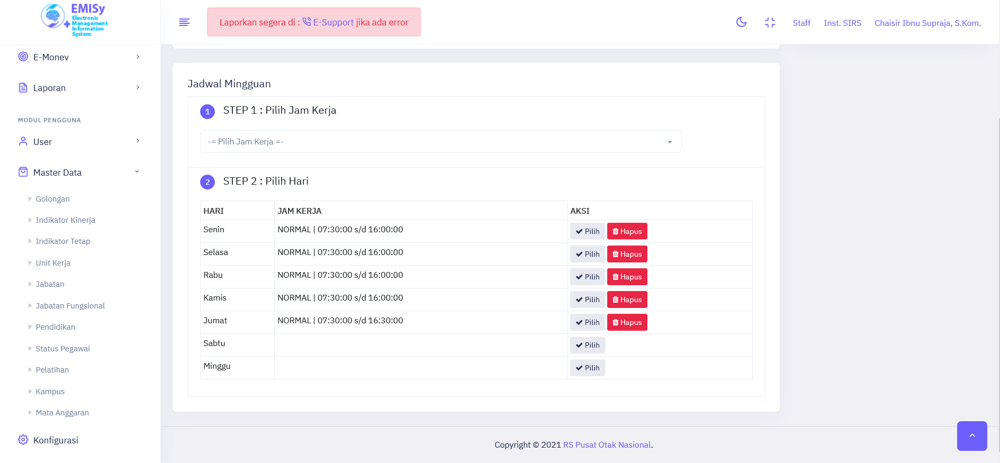 EMISy
Electronic
Management
Information
System
Laporkan segera di : E-Support jika ada error
Staff
Inst. SIRS
Chaisir Ibnu Supraja, S.Kom.
E-Monev
Laporan
MODUL PENGGUNA
User
Master Data
Golongan
Indikator Kinerja
Indikator Tetap
Unit Kerja
Jabatan
Jabatan Fungsional
Pendidikan
Status Pegawai
Pelatihan
Kampus
Mata Anggaran
Konfigurasi
Jadwal Mingguan
1 STEP 1 : Pilih Jam Kerja
-= Pilih Jam Kerja =-
2 STEP 2 : Pilih Hari
HARI JAM KERJA AKSI
Senin NORMAL | 07:30:00 s/d 16:00:00 Pilih Hapus
Selasa NORMAL | 07:30:00 s/d 16:00:00 Pilih Hapus
Rabu NORMAL | 07:30:00 s/d 16:00:00 Pilih Hapus
Kamis NORMAL | 07:30:00 s/d 16:00:00 Pilih Hapus
Jumat NORMAL | 07:30:00 s/d 16:30:00 Pilih Hapus
Sabtu Pilih
Minggu Pilih
Copyright © 2021 RS Pusat Otak Nasional.